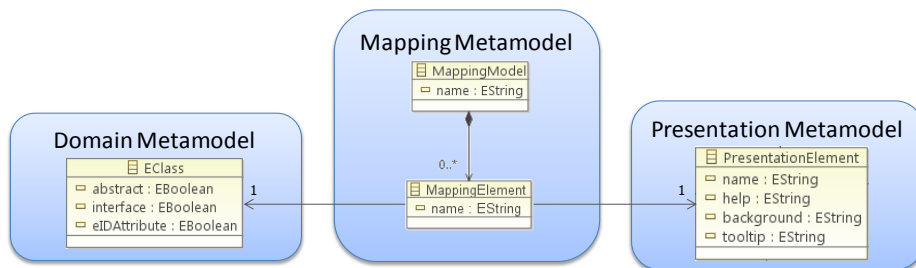 Mapping Metamodel
MappingModel
name : EString
0..*
MappingElement
name : EString
Domain Metamodel
EClass
abstract : EBoolean
interface : EBoolean
eIDAttribute : EBoolean
1
Presentation Metamodel
PresentationElement
name : EString
help : EString
background : EString
tooltip : EString
1